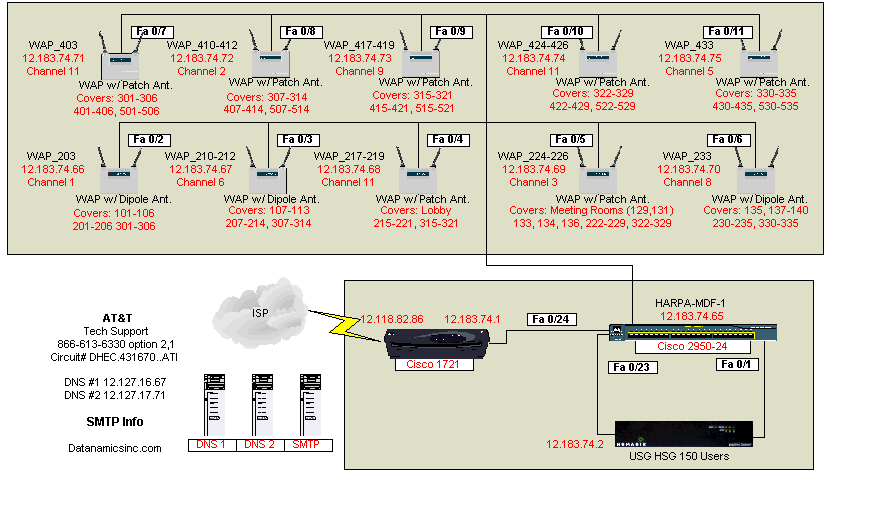 Fa 0/7
Fa 0/8
Fa 0/9
Fa 0/10
Fa 0/11
WAP_403
12.183.74.71
Channel 11
WAP w/ Patch Ant.
Covers: 301-306
401-406, 501-506
WAP_410-412
12.183.74.72
Channel 2
WAP w/ Patch Ant.
Covers: 307-314
407-414, 507-514
WAP_417-419
12.183.74.73
Channel 9
WAP w/ Patch Ant.
Covers: 315-321
415-421, 515-521
WAP_424-426
12.183.74.74
Channel 11
WAP w/ Patch Ant.
Covers: 322-329
422-429, 522-529
WAP_433
12.183.74.75
Channel 5
WAP w/ Patch Ant.
Covers: 330-335
430-435, 530-535
Fa 0/2
Fa 0/3
Fa 0/4
Fa 0/5
Fa 0/6
WAP_203
12.183.74.66
Channel 1
WAP w/ Dipole Ant.
Covers: 101-106
201-206 301-306
WAP_210-212
12.183.74.67
Channel 6
WAP w/ Dipole Ant.
Covers: 107-113
207-214, 307-314
WAP_217-219
12.183.74.68
Channel 11
WAP w/ Patch Ant.
Covers: Lobby
215-221, 315-321
WAP_224-226
12.183.74.69
Channel 3
WAP w/ Patch Ant.
Covers: Meeting Rooms (129,131)
133, 134, 136, 222-229, 322-329
WAP_233
12.183.74.70
Channel 8
WAP w/ Dipole Ant.
Covers: 135, 137-140
230-235, 330-335
AT&T
Tech Support
866-613-6330 option 2,1
Circuit# DHEC.431670..ATI
DNS #1 12.127.16.67
DNS #2 12.127.17.71
SMTP Info
Datanamicsinc.com
ISP
DNS 1
DNS 2
SMTP
12.118.82.86
12.183.74.1
Cisco 1721
Fa 0/24
HARPA-MDF-1
12.183.74.65
Cisco 2950-24
Fa 0/23
Fa 0/1
12.183.74.2
NOMADIX
USG HSG 150 Users